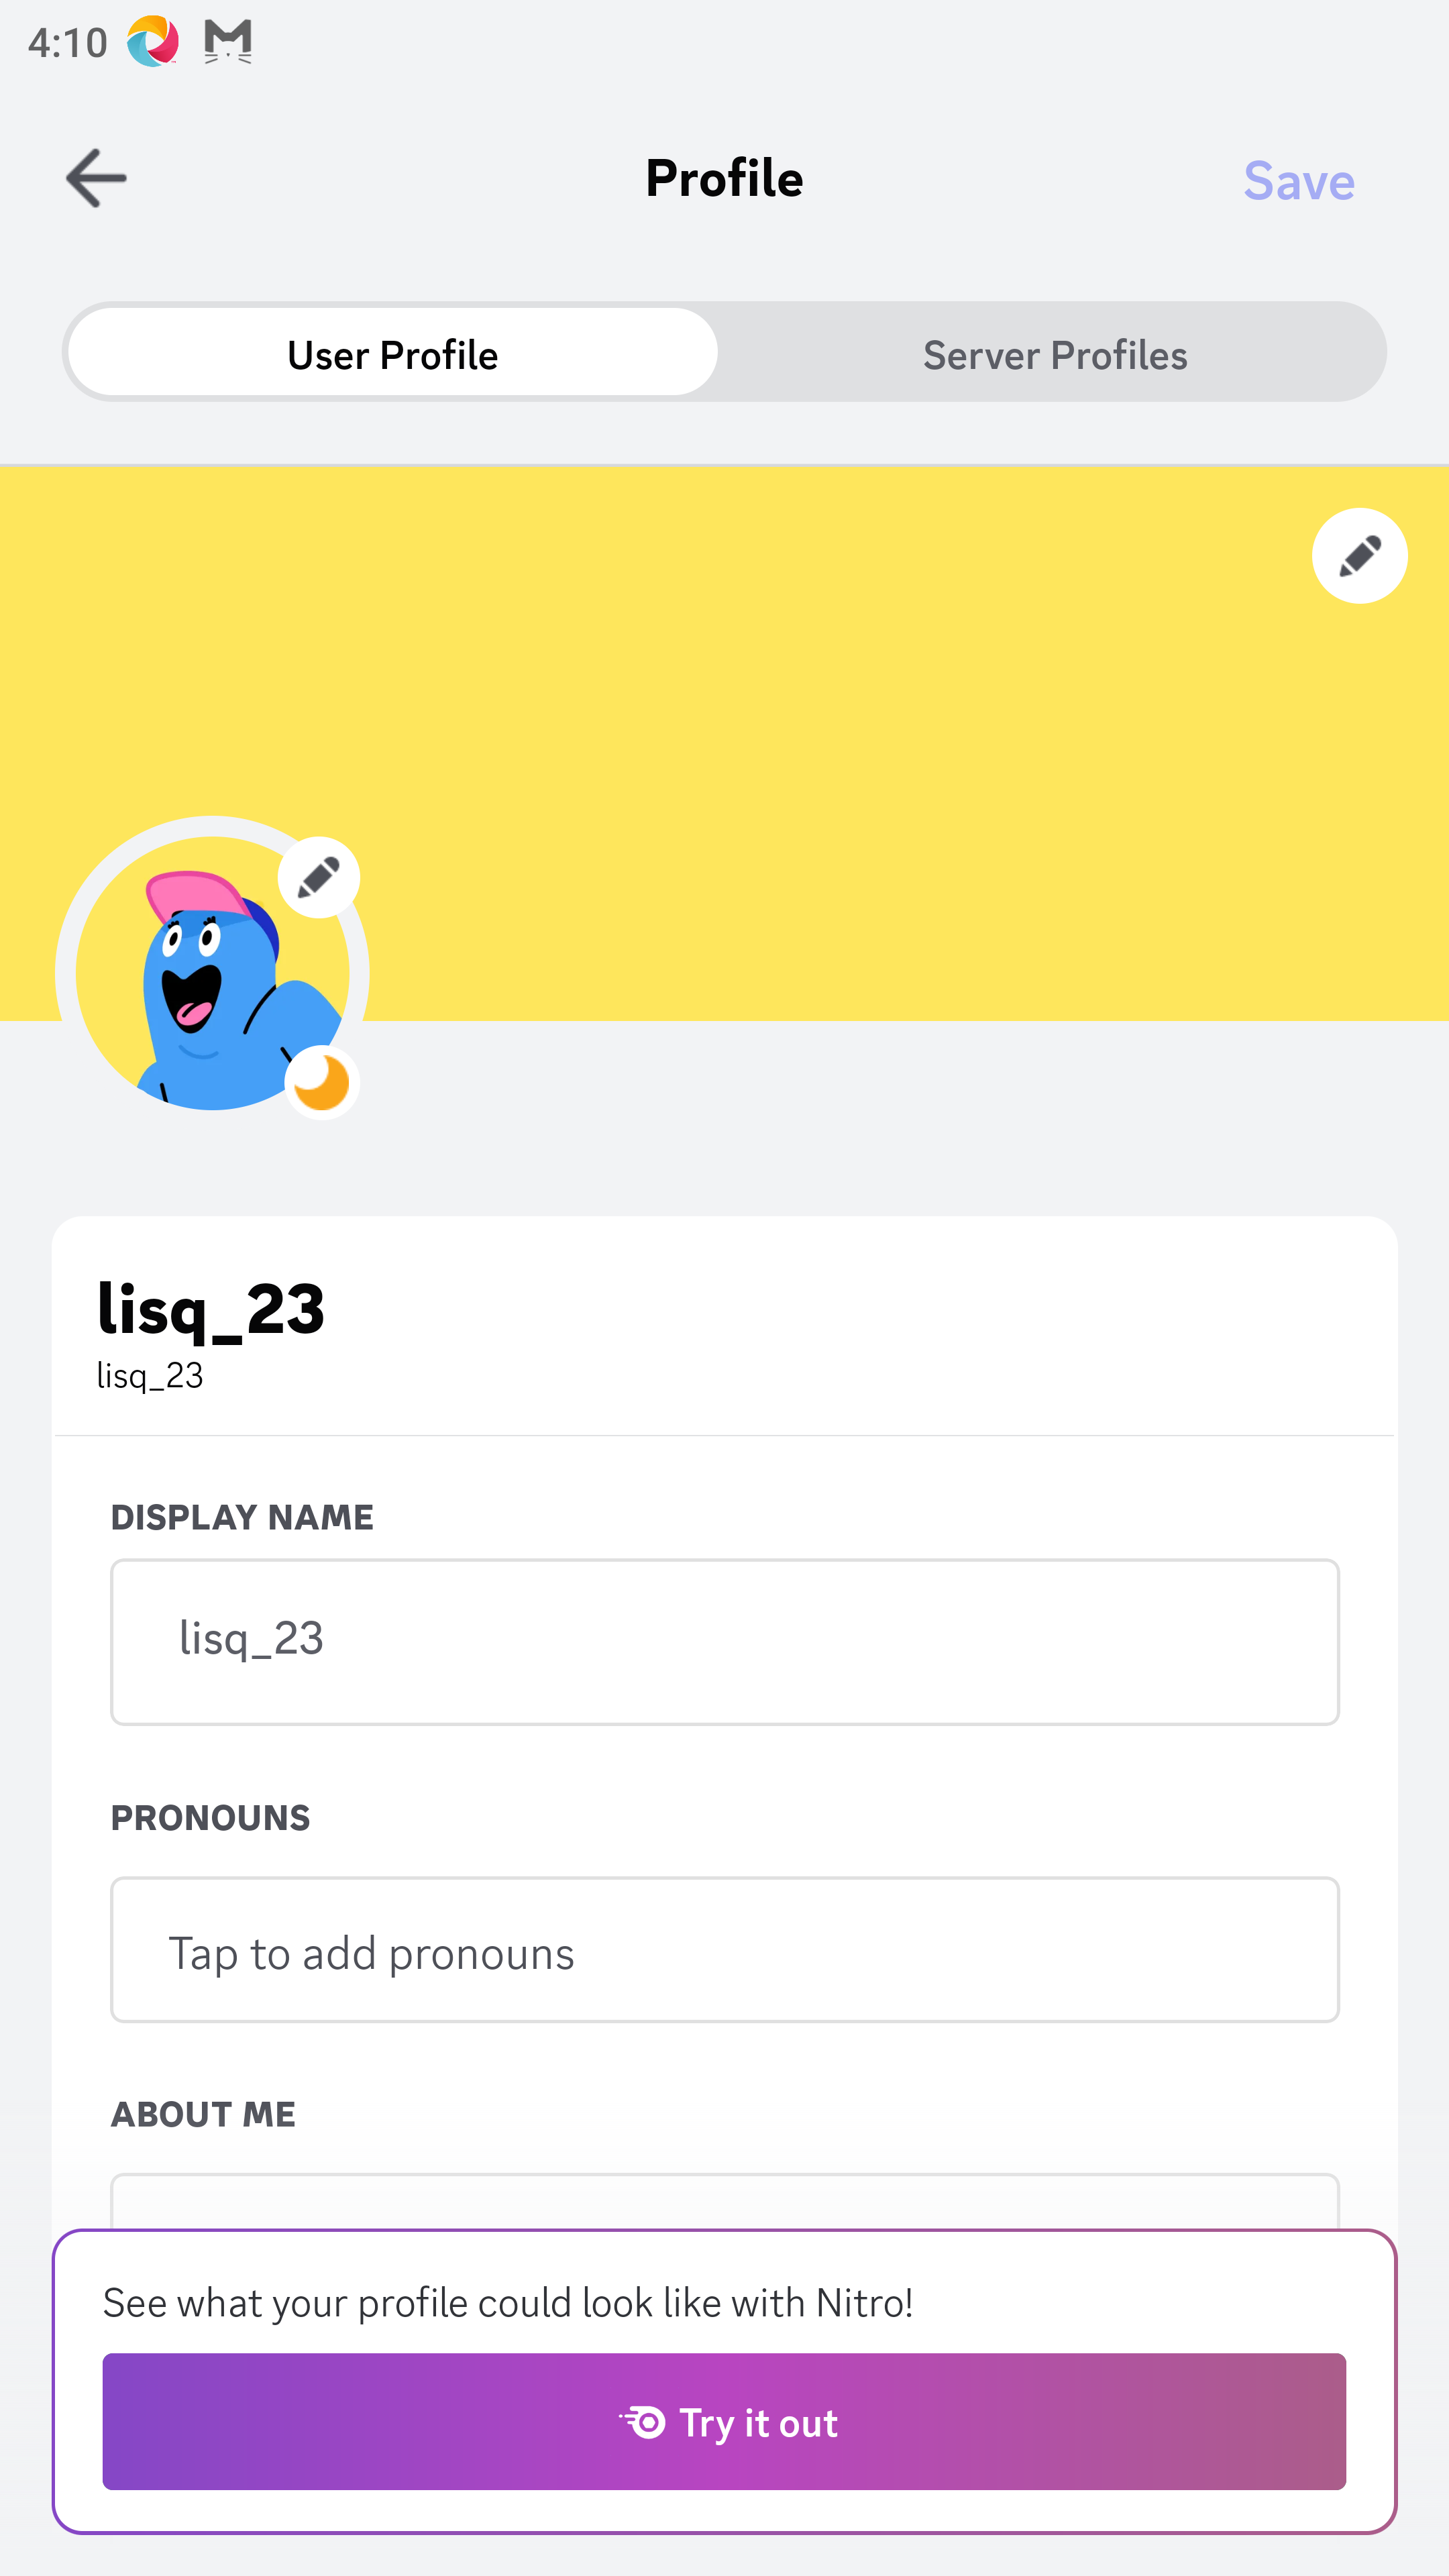 4:10
Profile
Save
User Profile
Server Profiles
lisq_23
lisq_23
DISPLAY NAME
lisq_23
PRONOUNS
Tap to add pronouns
ABOUT ME
See what your profile could look like with Nitro!
Try it out